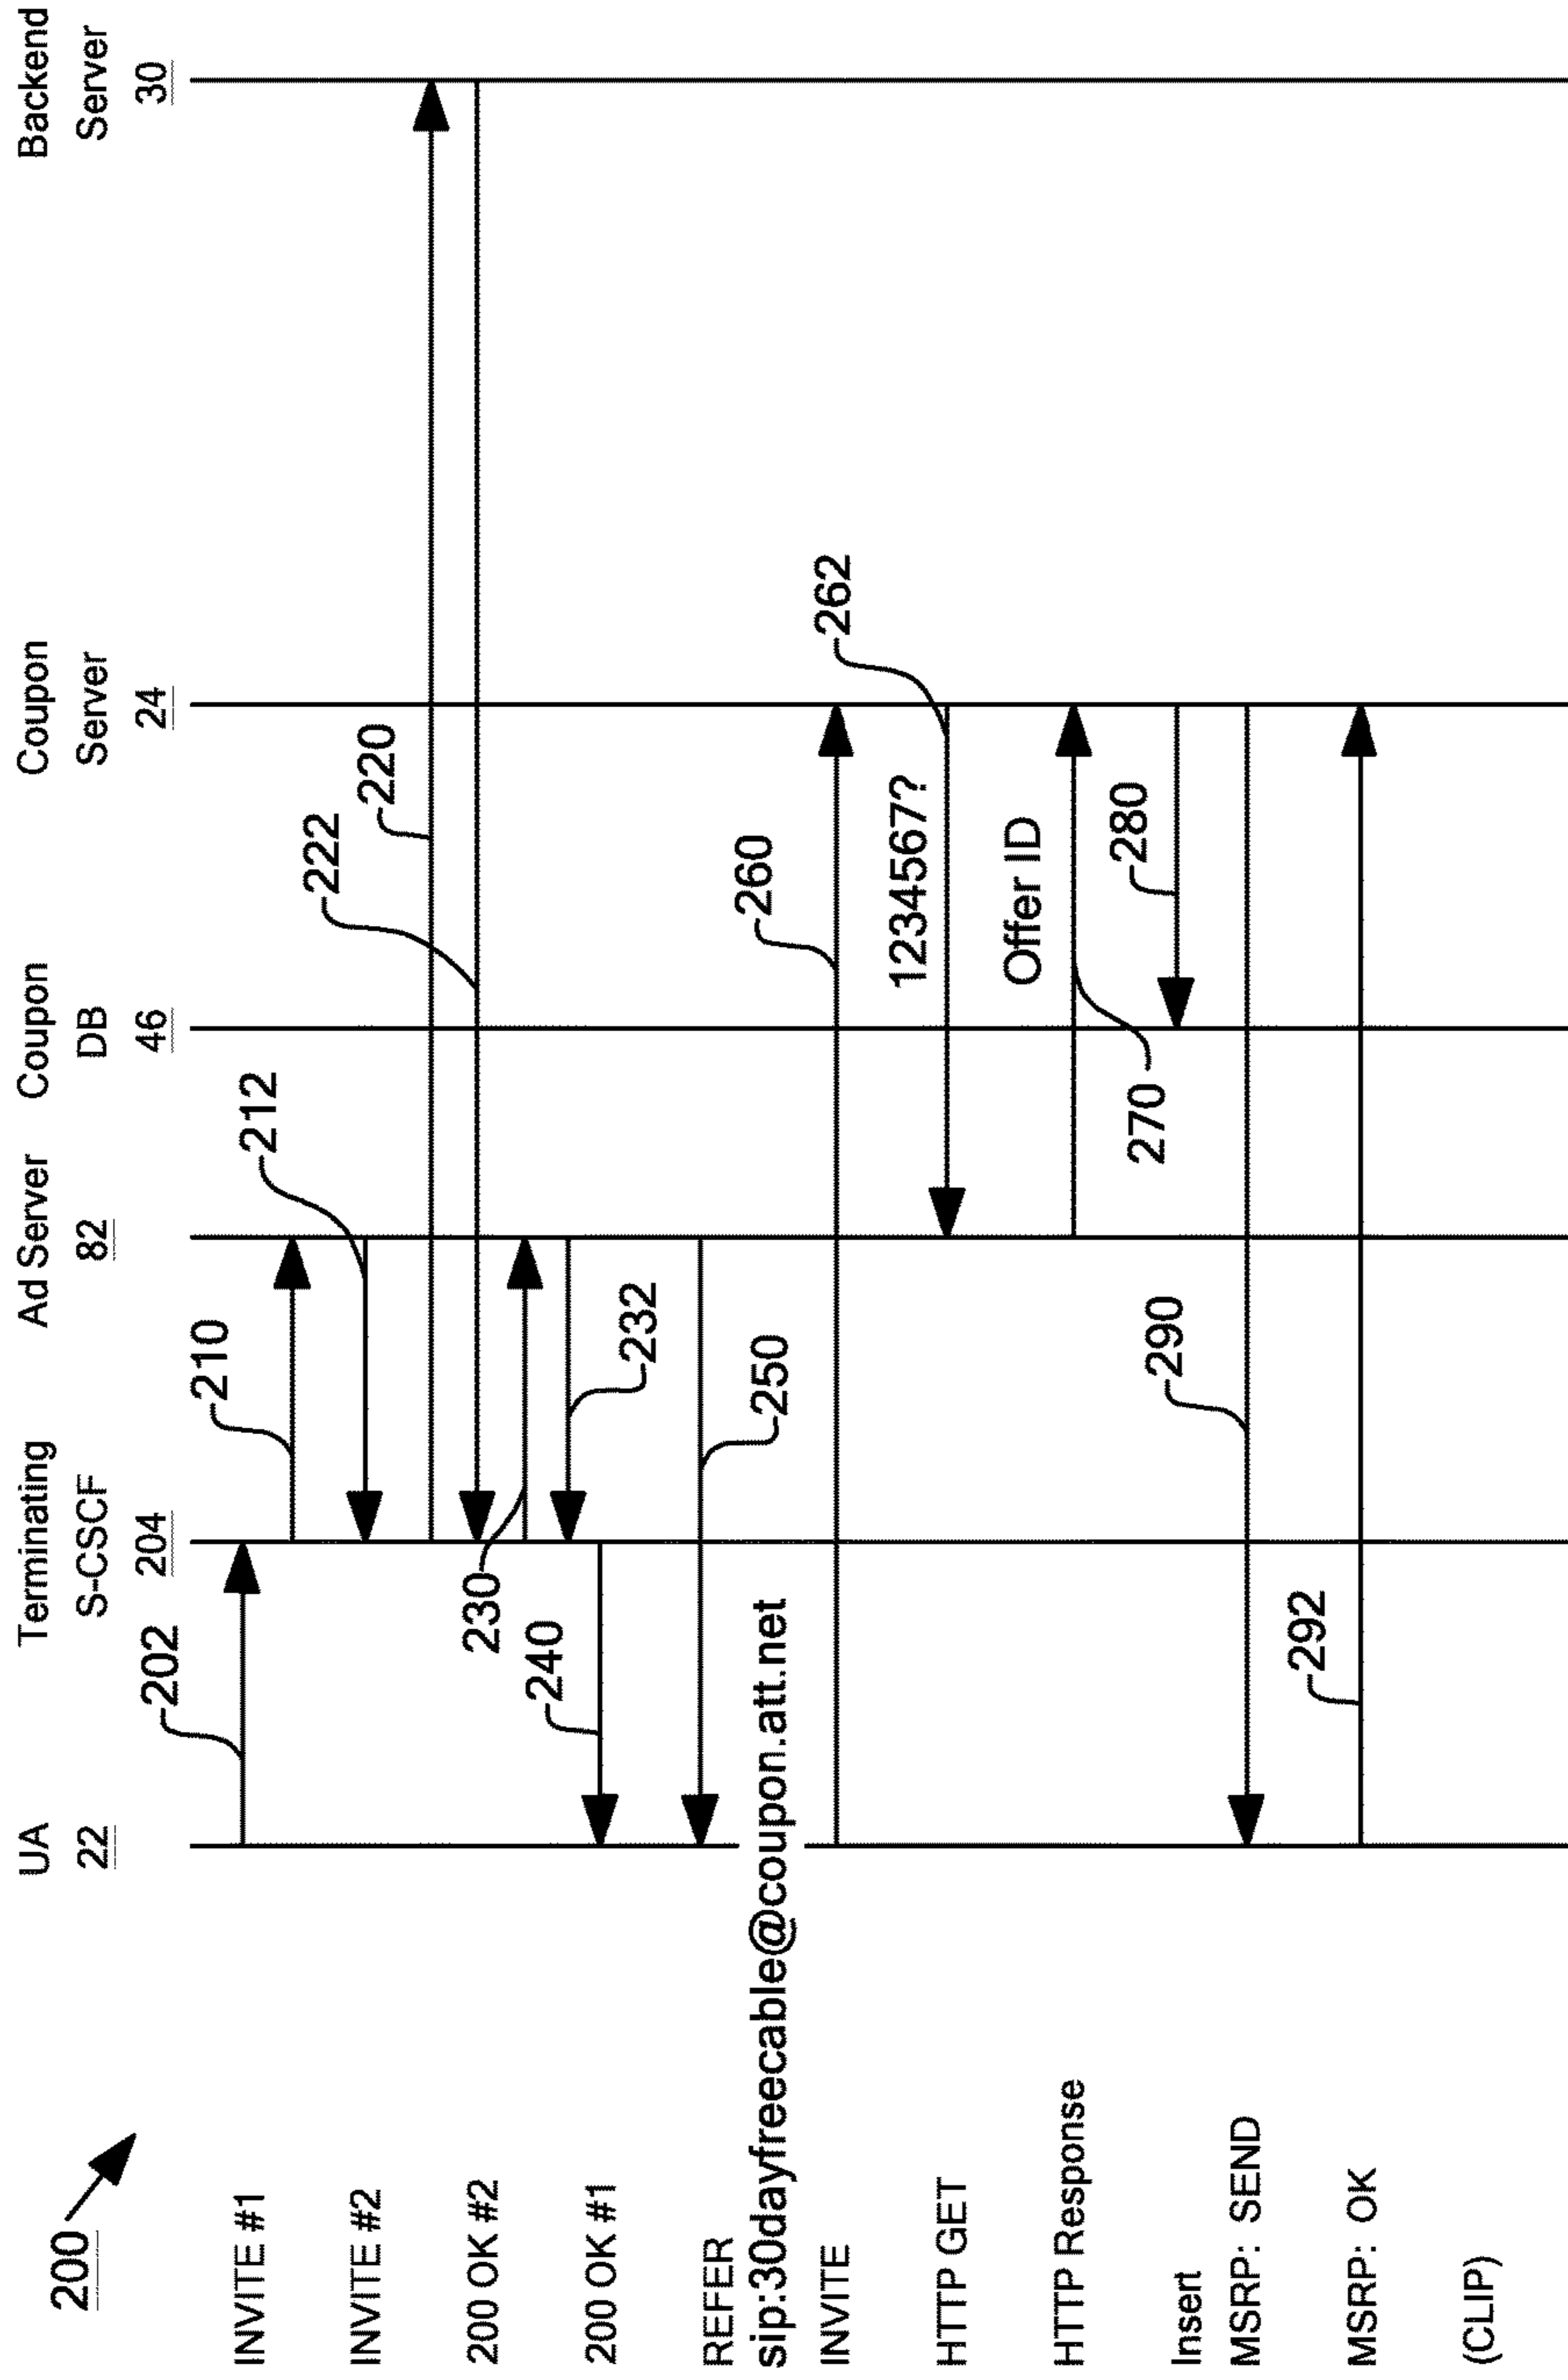 200
UA
22
Terminating
S-CSCF
204
Ad Server
82
Coupon
DB
46
Coupon
Server
24
Backend
Server
30
INVITE #1
202
210
INVITE #2
212
220
200 OK #2
222
230
232
200 OK #1
240
REFER
250
sip:30dayfreecable@coupon.att.net
INVITE
260
262
HTTP GET
1234567?
HTTP Response
Offer ID
270
Insert
280
MSRP: SEND
290
MSRP: OK
292
(CLIP)